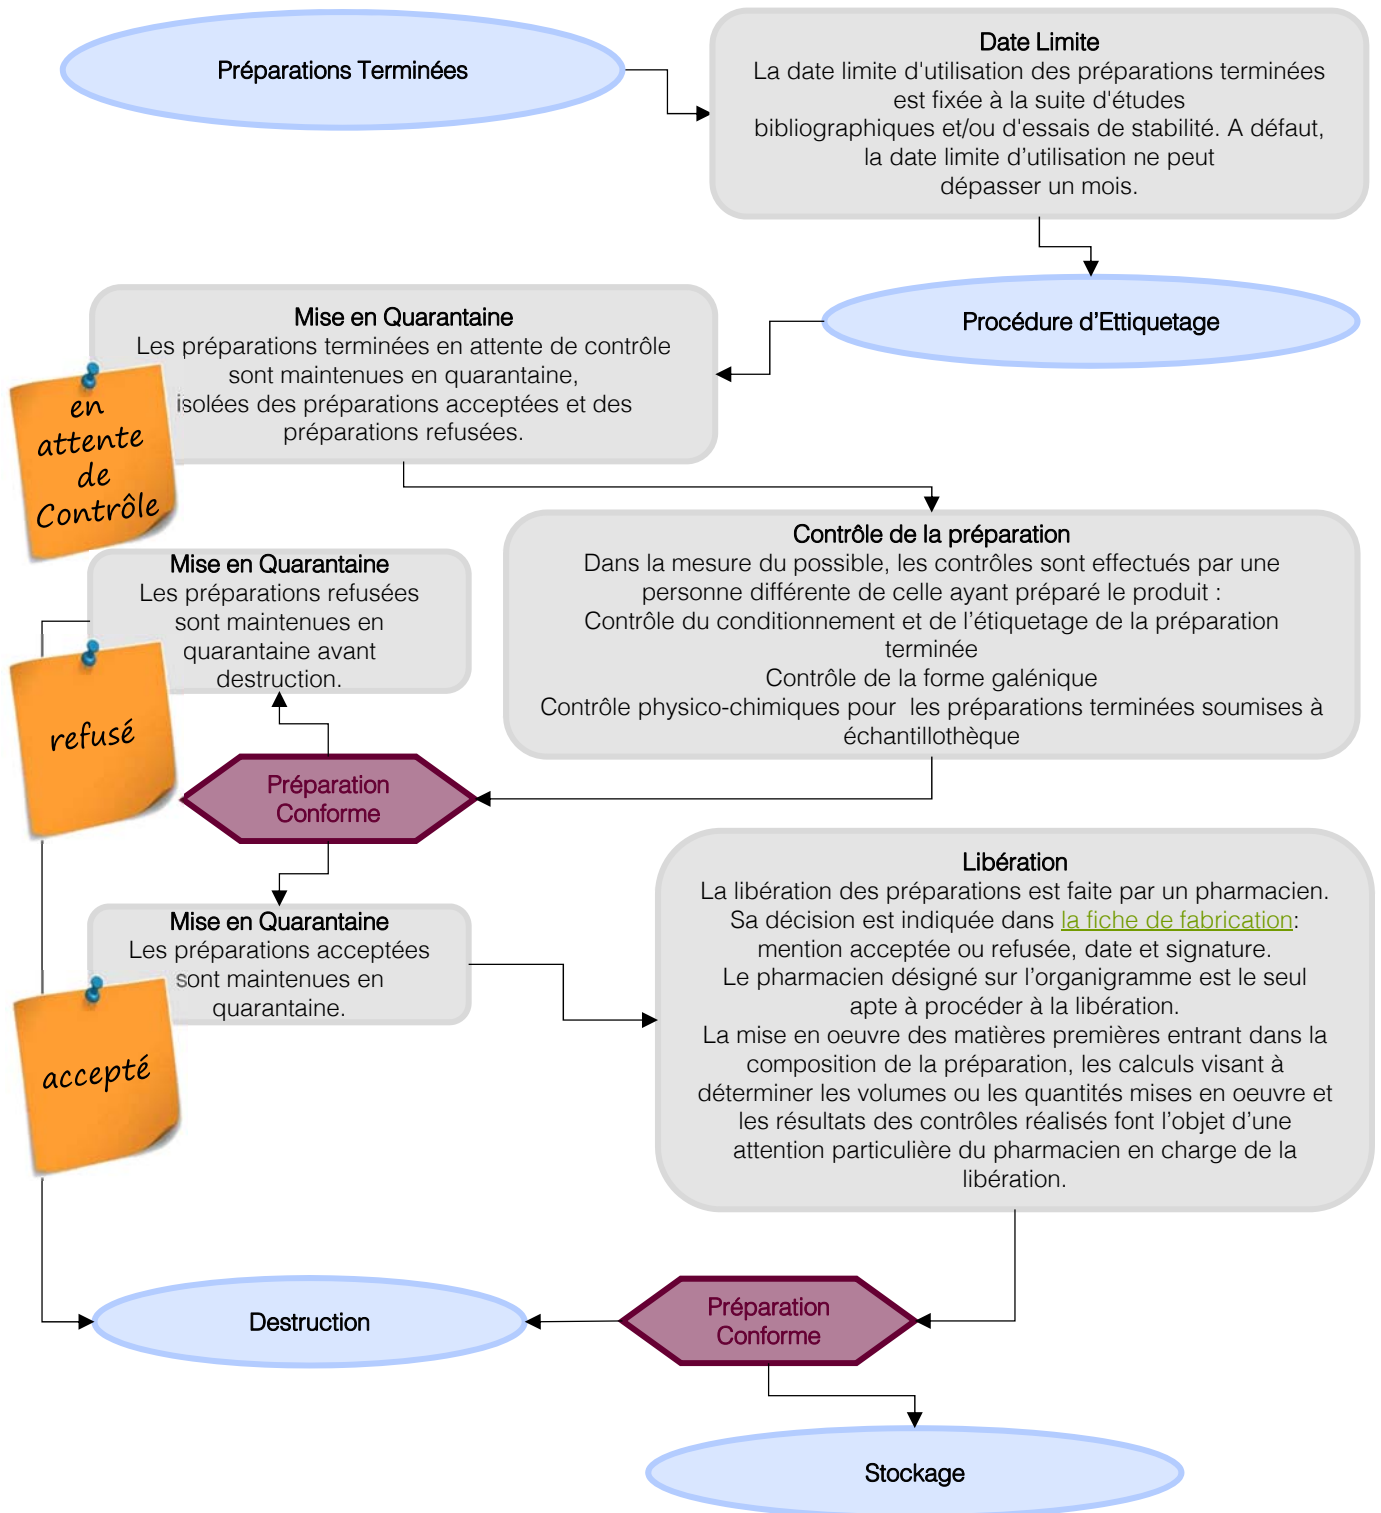 Préparations Terminées
Date Limite
La date limite d'utilisation des préparations terminées
est fixée à la suite d'études
bibliographiques et/ou d'essais de stabilité. A défaut,
la date limite d’utilisation ne peut
dépasser un mois.
Procédure d’Ettiquetage
Mise en Quarantaine
Les préparations terminées en attente de contrôle
sont maintenues en quarantaine,
isolées des préparations acceptées et des
préparations refusées.
en
attente
de
Contrôle
Contrôle de la préparation
Dans la mesure du possible, les contrôles sont effectués par une
personne différente de celle ayant préparé le produit :
Contrôle du conditionnement et de l’étiquetage de la préparation
terminée
Contrôle de la forme galénique
Contrôle physico-chimiques pour les préparations terminées soumises à
échantillothèque
Mise en Quarantaine
Les préparations refusées
sont maintenues en
quarantaine avant
destruction.
refusé
Préparation
Conforme
Mise en Quarantaine
Les préparations acceptées
sont maintenues en
quarantaine.
accepté
Libération
La libération des préparations est faite par un pharmacien.
Sa décision est indiquée dans la fiche de fabrication:
mention acceptée ou refusée, date et signature.
Le pharmacien désigné sur l’organigramme est le seul
apte à procéder à la libération.
La mise en oeuvre des matières premières entrant dans la
composition de la préparation, les calculs visant à
déterminer les volumes ou les quantités mises en oeuvre et
les résultats des contrôles réalisés font l’objet d’une
attention particulière du pharmacien en charge de la
libération.
Destruction
Préparation
Conforme
Stockage